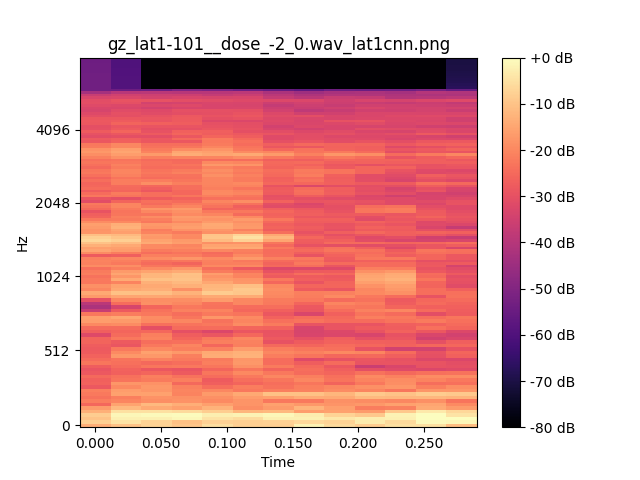 gz_lat1-101__dose_-2_0.wav_lat1cnn.png
Hz
4096
2048
1024
512
0
0.000 0.050 0.100 0.150 0.200 0.250
Time
+0 dB
-10 dB
-20 dB
-30 dB
-40 dB
-50 dB
-60 dB
-70 dB
-80 dB